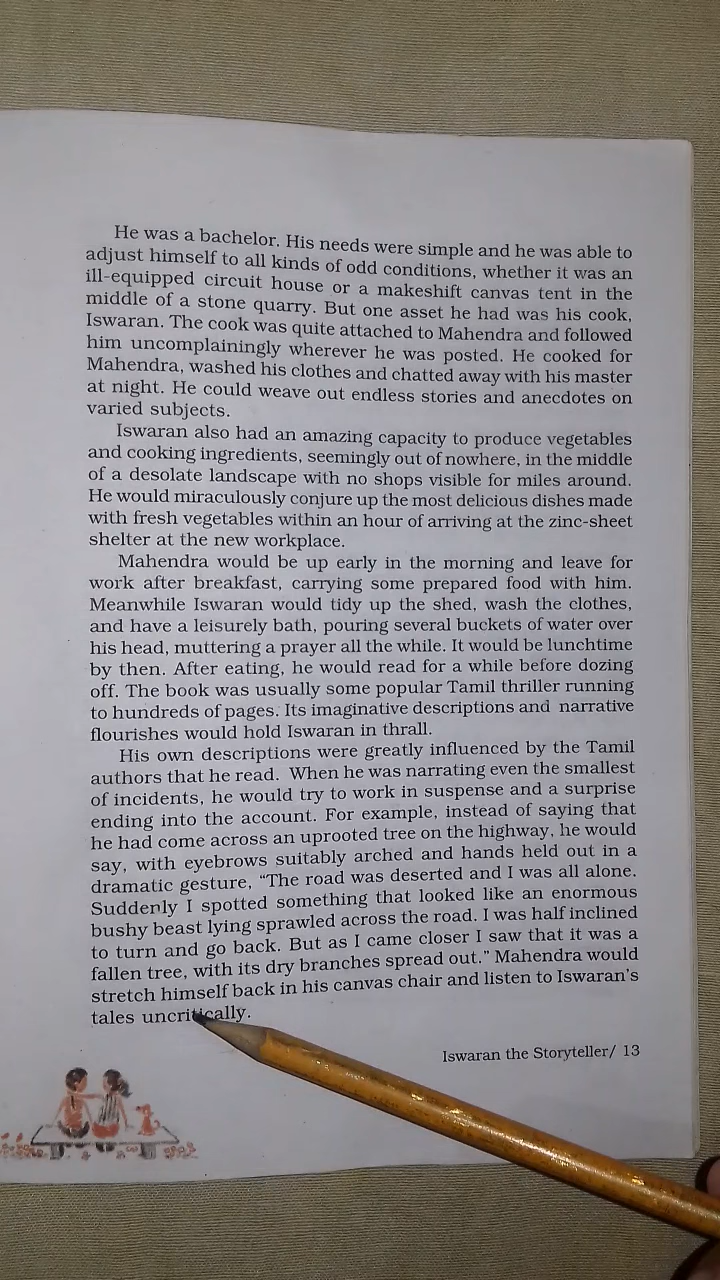 He was a bachelor. His needs were simple and he was able to
adjust himself to all kinds of odd conditions, whether it was an
ill-equipped circuit house or a makeshift canvas tent in the
middle of a stone quarry. But one asset he had was his cook,
Iswaran. The cook was quite attached to Mahendra and followed
him uncomplainingly wherever he was posted. He cooked for
Mahendra, washed his clothes and chatted away with his master
at night. He could weave out endless stories and anecdotes on
varied subjects.
Iswaran also had an amazing capacity to produce vegetables
and cooking ingredients, seemingly out of nowhere, in the middle
of a desolate landscape with no shops visible for miles around.
He would miraculously conjure up the most delicious dishes made
with fresh vegetables within an hour of arriving at the zinc-sheet
shelter at the new workplace.
Mahendra would be up early in the morning and leave for
work after breakfast, carrying some prepared food with him.
Meanwhile Iswaran would tidy up the shed, wash the clothes,
and have a leisurely bath, pouring several buckets of water over
his head, muttering a prayer all the while. It would be lunchtime
by then. After eating, he would read for a while before dozing
off. The book was usually some popular Tamil thriller running
to hundreds of pages. Its imaginative descriptions and narrative
flourishes would hold Iswaran in thrall.
His own descriptions were greatly influenced by the Tamil
authors that he read. When he was narrating even the smallest
of incidents, he would try to work in suspense and a surprise
ending into the account. For example, instead of saying that
he had come across an uprooted tree on the highway, he would
say, with eyebrows suitably arched and hands held out in a
dramatic gesture, “The road was deserted and I was all alone.
Suddenly I spotted something that looked like an enormous
bushy beast lying sprawled across the road. I was half inclined
to turn and go back. But as I came closer I saw that it was a
fallen tree, with its dry branches spread out.” Mahendra would
stretch himself back in his canvas chair and listen to Iswaran’s
tales uncritically.
Iswaran the Storyteller/ 13